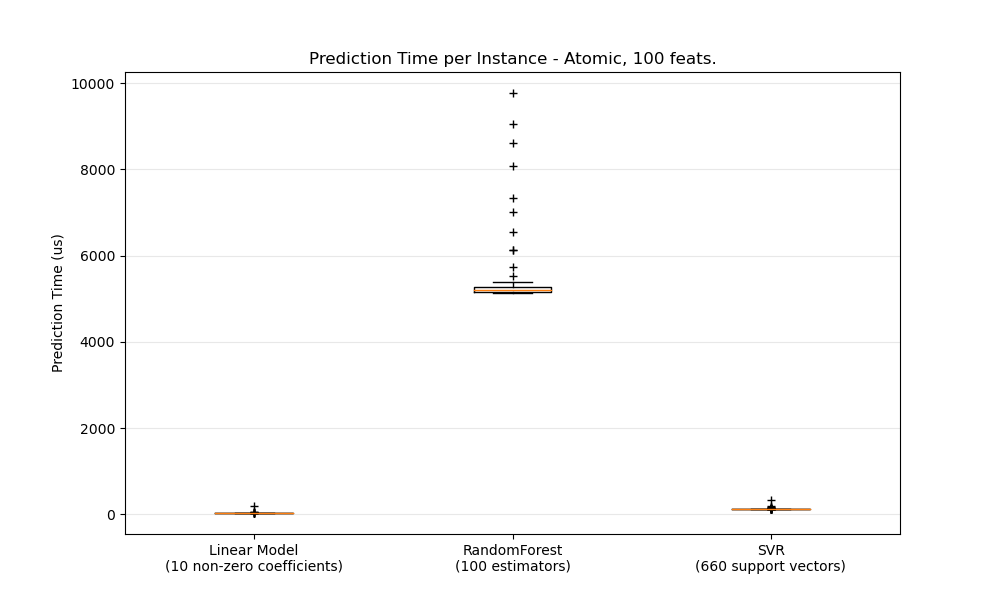 Prediction Time per Instance - Atomic, 100 feats.
Prediction Time (us)
10000
8000
6000
4000
2000
0
Linear Model
(10 non-zero coefficients)
RandomForest
(100 estimators)
SVR
(660 support vectors)